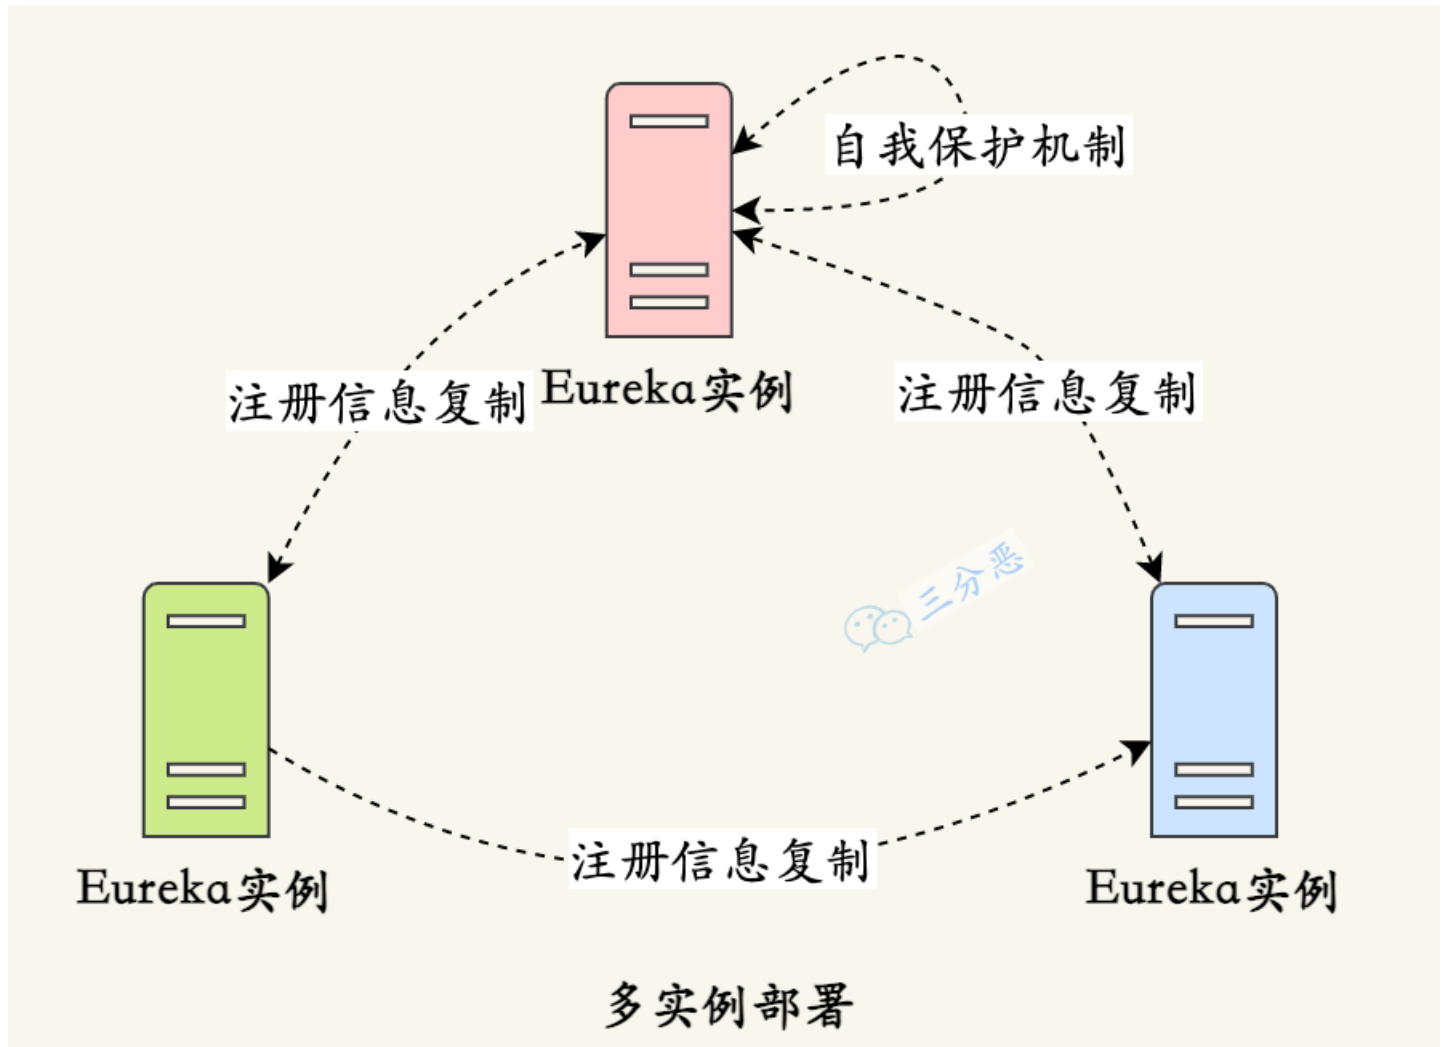 自我保护机制
注册信息复制
Eureka实例
注册信息复制
三分恶
注册信息复制
Eureka实例
Eureka实例
多实例部署